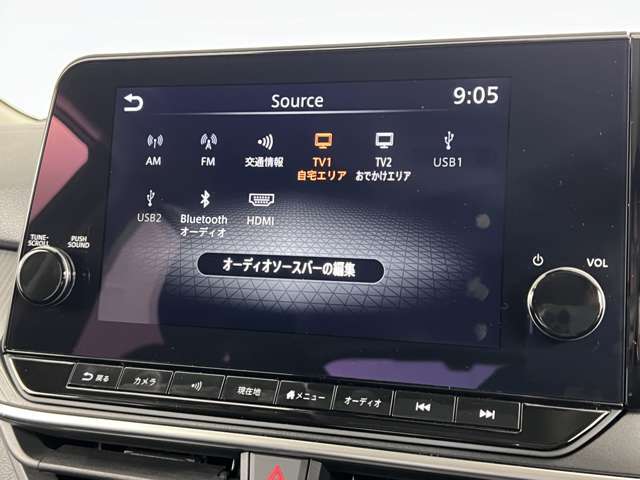 Source
9:05
AM
FM
交通情報
TV1
自宅エリア
TV2
おでかけエリア
USB1
USB2
Bluetooth
オーディオ
HDMI
オーディオソースバーの編集
TUNE-
SCROLL
PUSH
SOUND
VOL
戻る
カメラ
現在地
メニュー
オーディオ